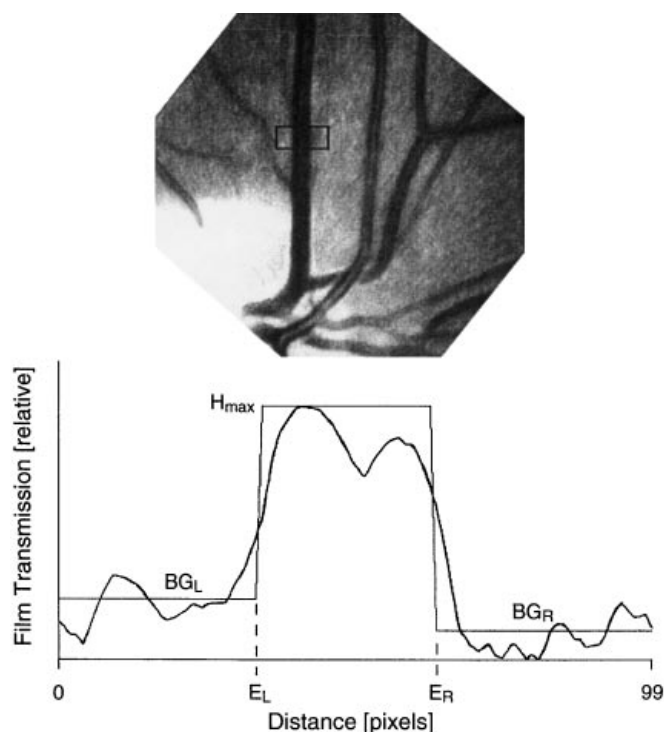 Film Transmission [relative]
Hmax
BGL
BGR
0
EL
ER
99
Distance [pixels]